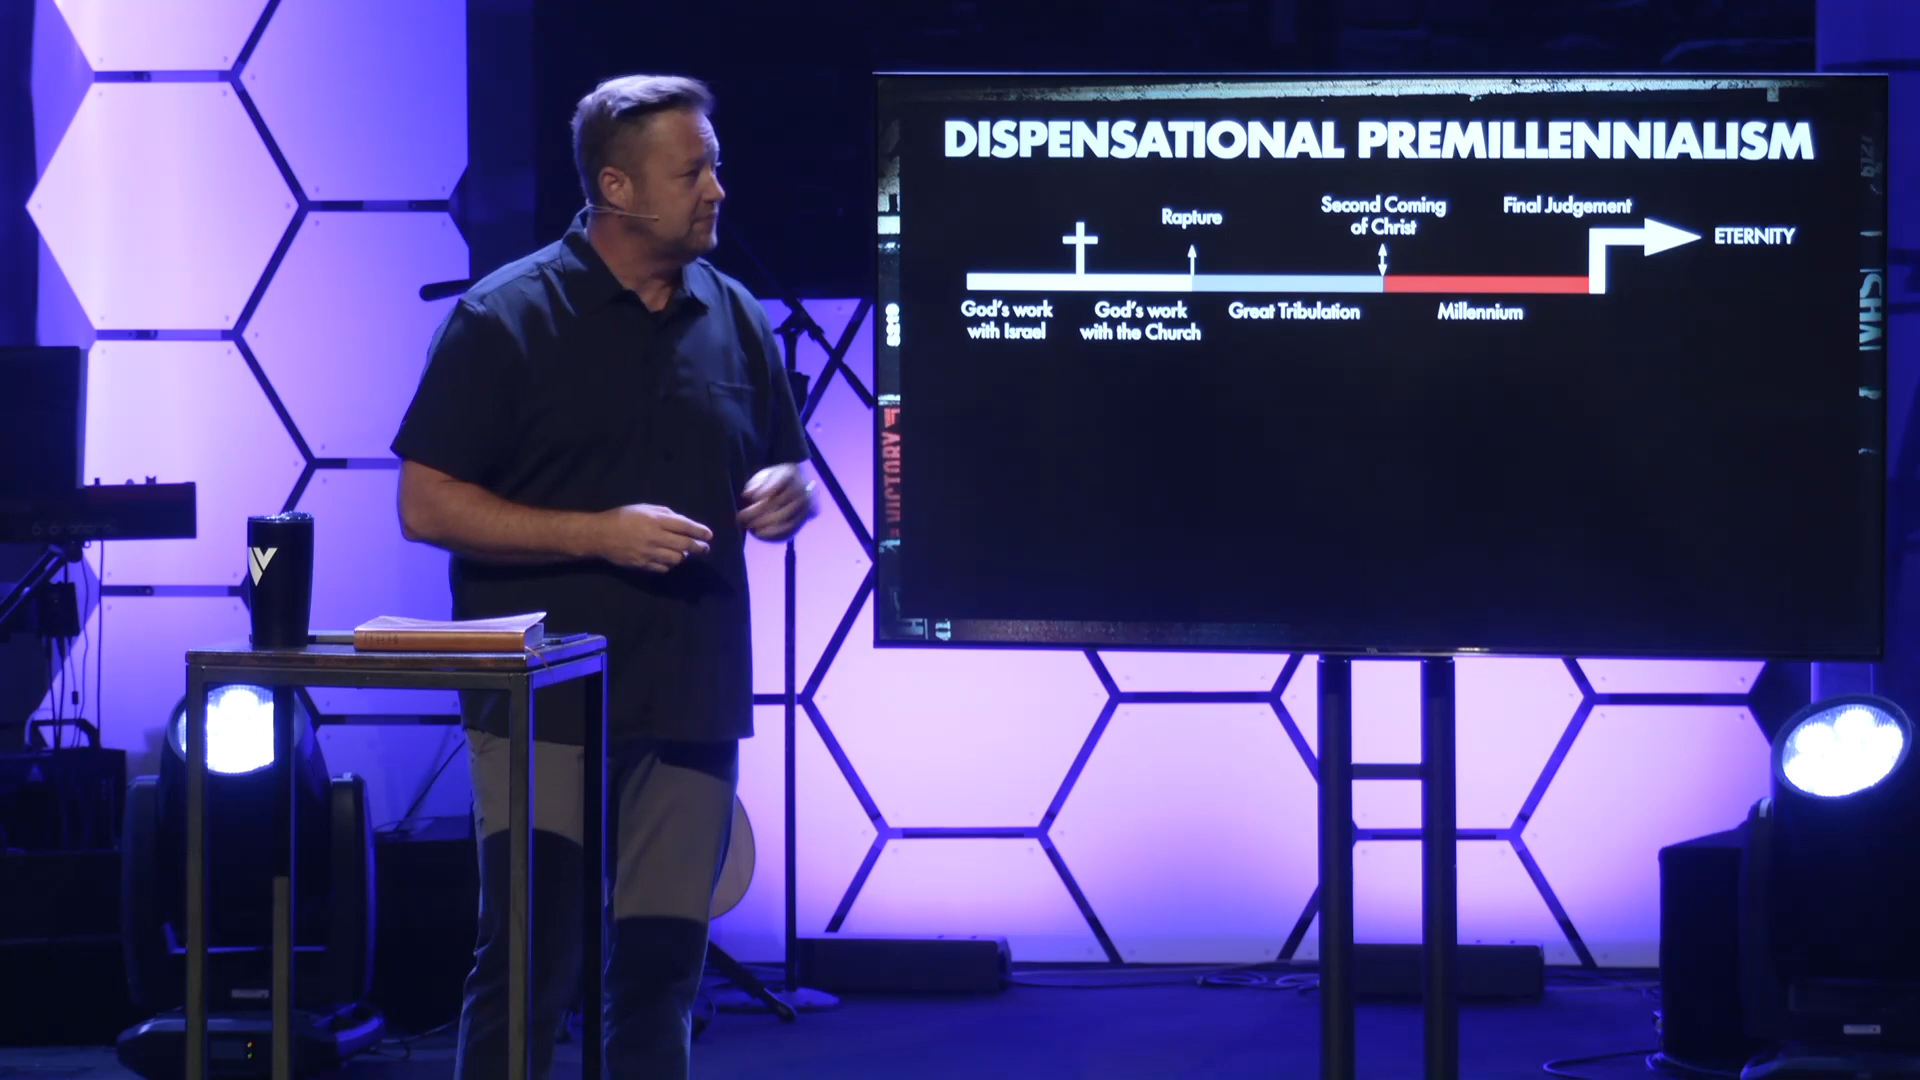 DISPENSATIONAL PREMILLENNIALISM
Rapture
Second Coming
of Christ
Final Judgement
ETERNITY
God's work
with Israel
God's work
with the Church
Great Tribulation
Millennium
VICTORY